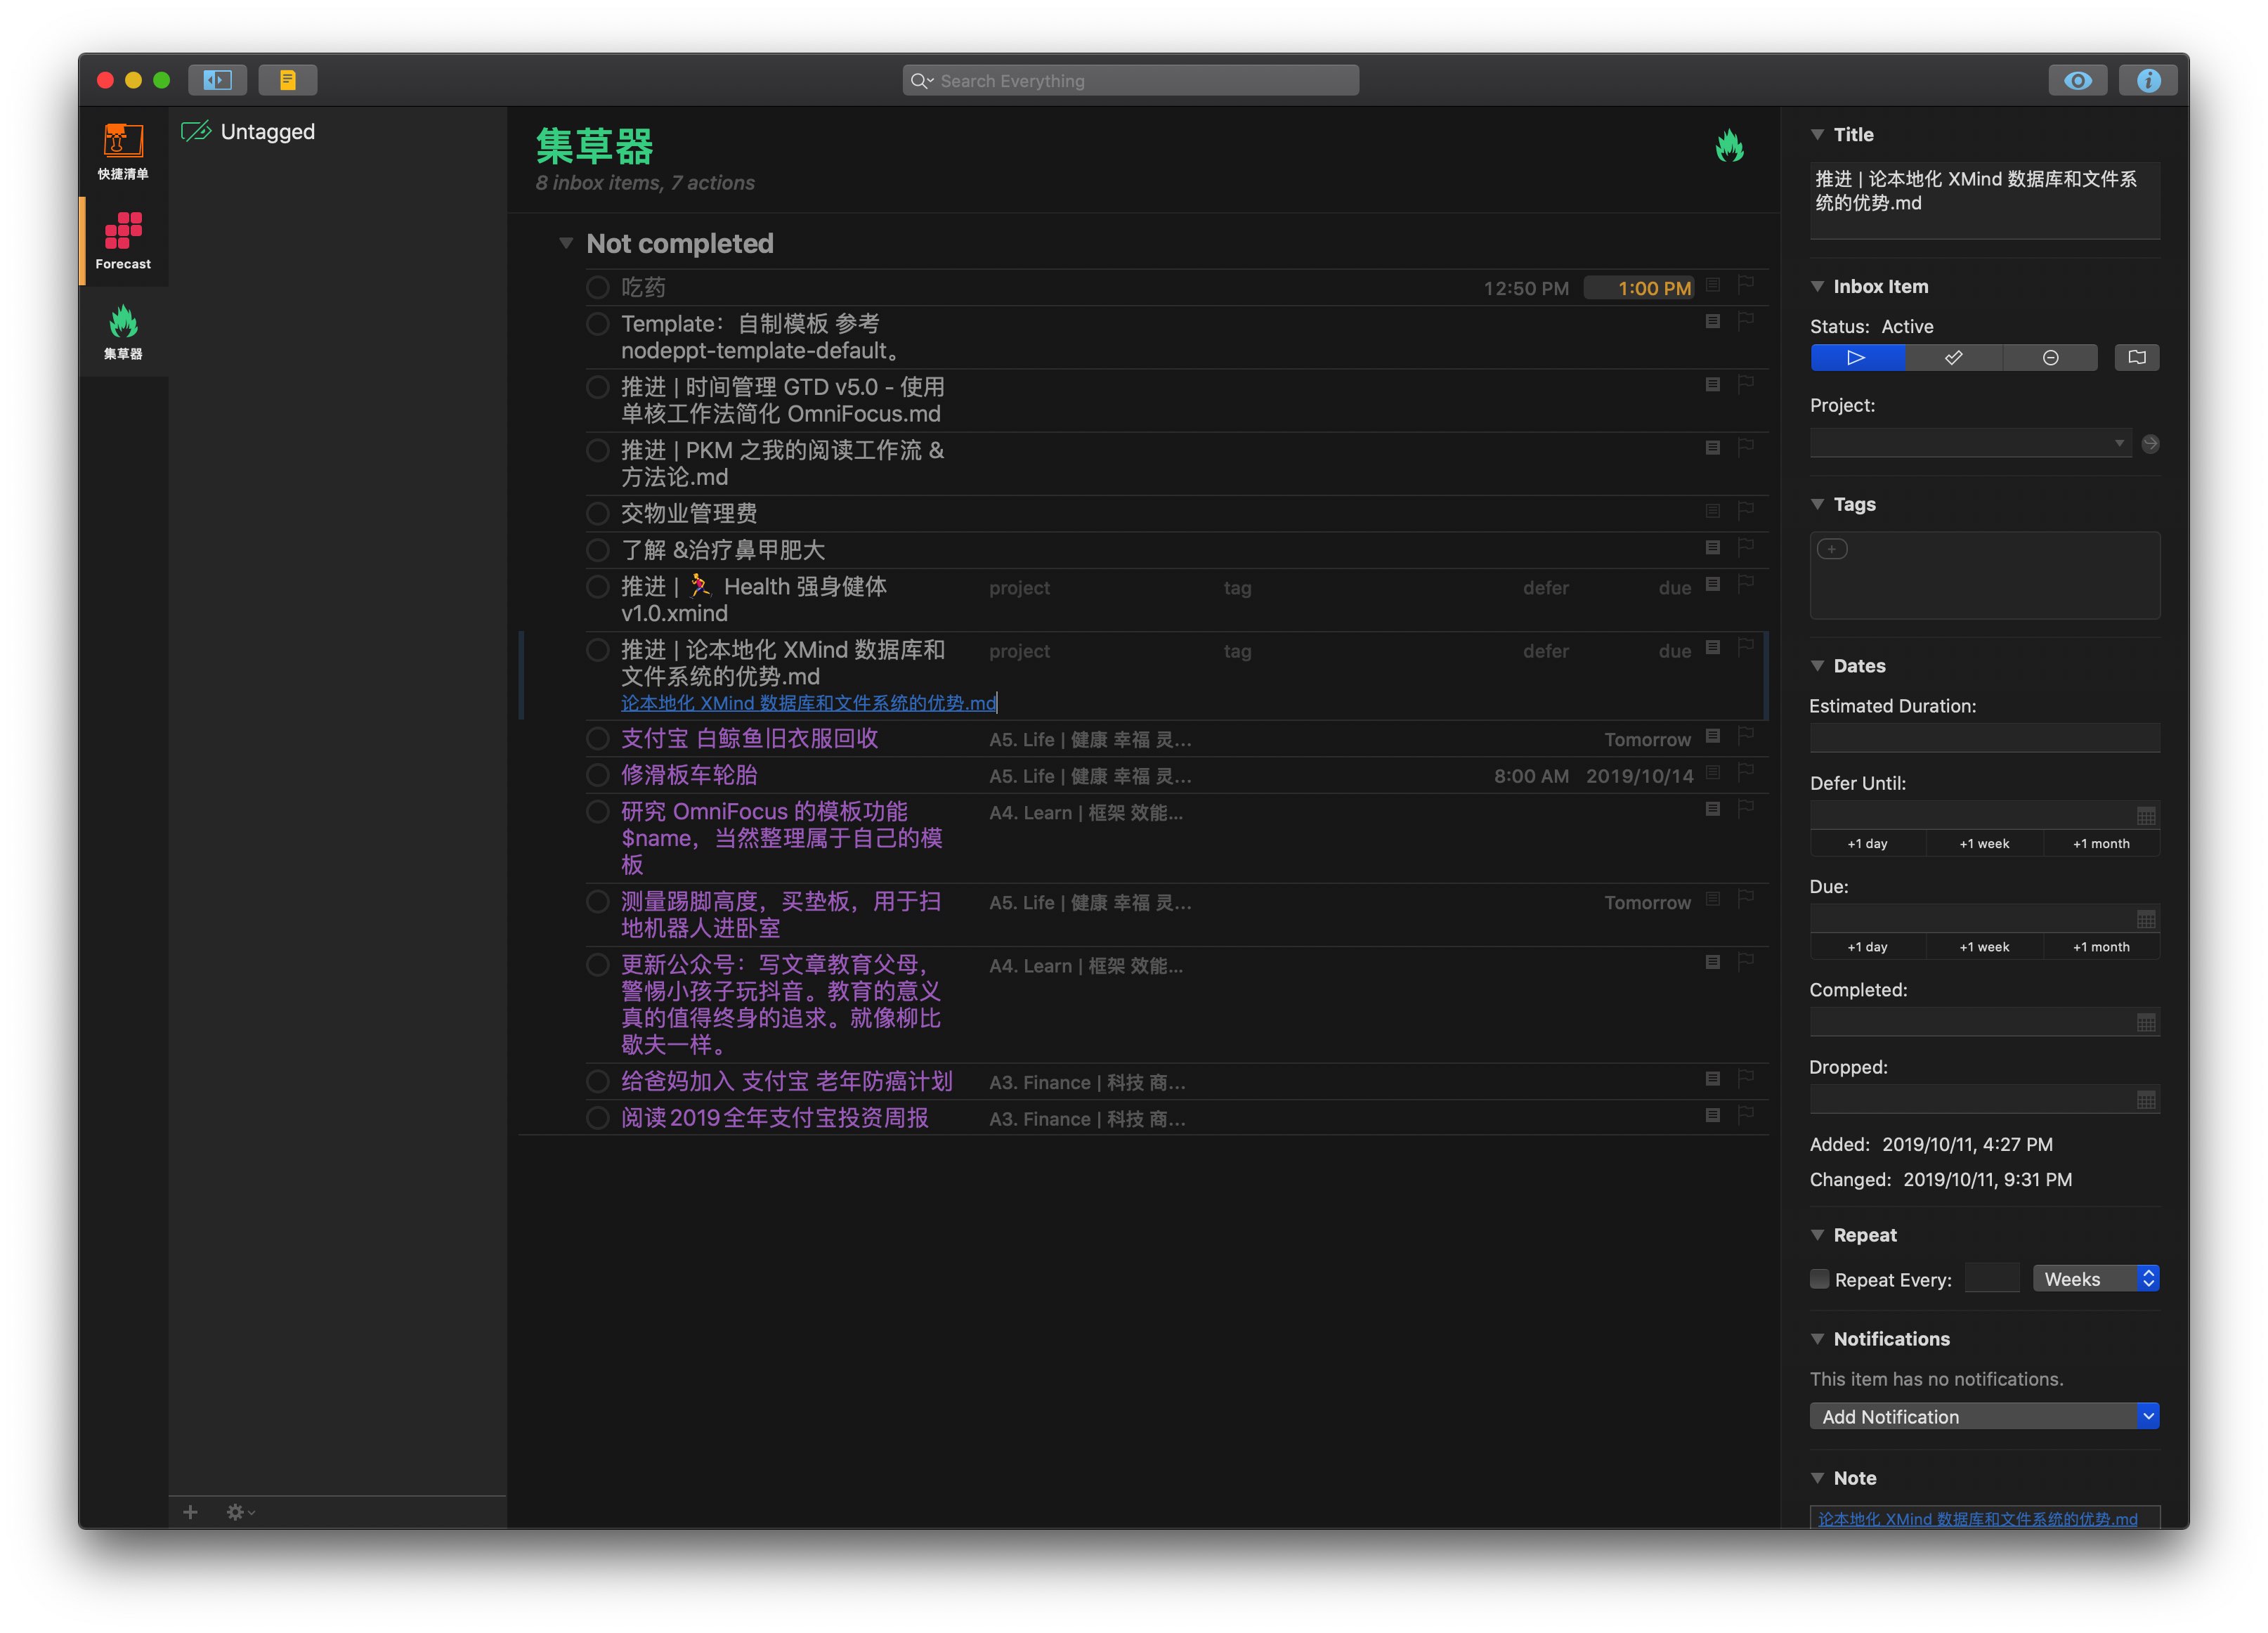 Search Everything
快捷清单
Forecast
集草器
Untagged
集草器
8 inbox items, 7 actions
Not completed
吃药 12:50 PM 1:00 PM
Template：自制模板 参考
nodeppt-template-default。
推进 | 时间管理 GTD v5.0 - 使用
单核工作法简化 OmniFocus.md
推进 | PKM 之我的阅读工作流 &
方法论.md
交物业管理费
了解 &治疗鼻甲肥大
推进 | 🏃 Health 强身健体 project tag defer due
v1.0.xmind
推进 | 论本地化 XMind 数据库和 project tag defer due
文件系统的优势.md
论本地化 XMind 数据库和文件系统的优势.md
支付宝 白鲸鱼旧衣服回收 A5. Life | 健康 幸福 灵... Tomorrow
修滑板车轮胎 A5. Life | 健康 幸福 灵... 8:00 AM 2019/10/14
研究 OmniFocus 的模板功能 A4. Learn | 框架 效能...
$name，当然整理属于自己的模
板
测量踢脚高度，买垫板，用于扫 A5. Life | 健康 幸福 灵... Tomorrow
地机器人进卧室
更新公众号：写文章教育父母， A4. Learn | 框架 效能...
警惕小孩子玩抖音。教育的意义
真的值得终身的追求。就像柳比
歇夫一样。
给爸妈加入 支付宝 老年防癌计划 A3. Finance | 科技 商...
阅读2019全年支付宝投资周报 A3. Finance | 科技 商...
Title
推进 | 论本地化 XMind 数据库和文件系
统的优势.md
Inbox Item
Status: Active
Project:
Tags
Dates
Estimated Duration:
Defer Until:
+1 day +1 week +1 month
Due:
+1 day +1 week +1 month
Completed:
Dropped:
Added: 2019/10/11, 4:27 PM
Changed: 2019/10/11, 9:31 PM
Repeat
Repeat Every: Weeks
Notifications
This item has no notifications.
Add Notification
Note
论本地化 XMind 数据库和文件系统的优势.md